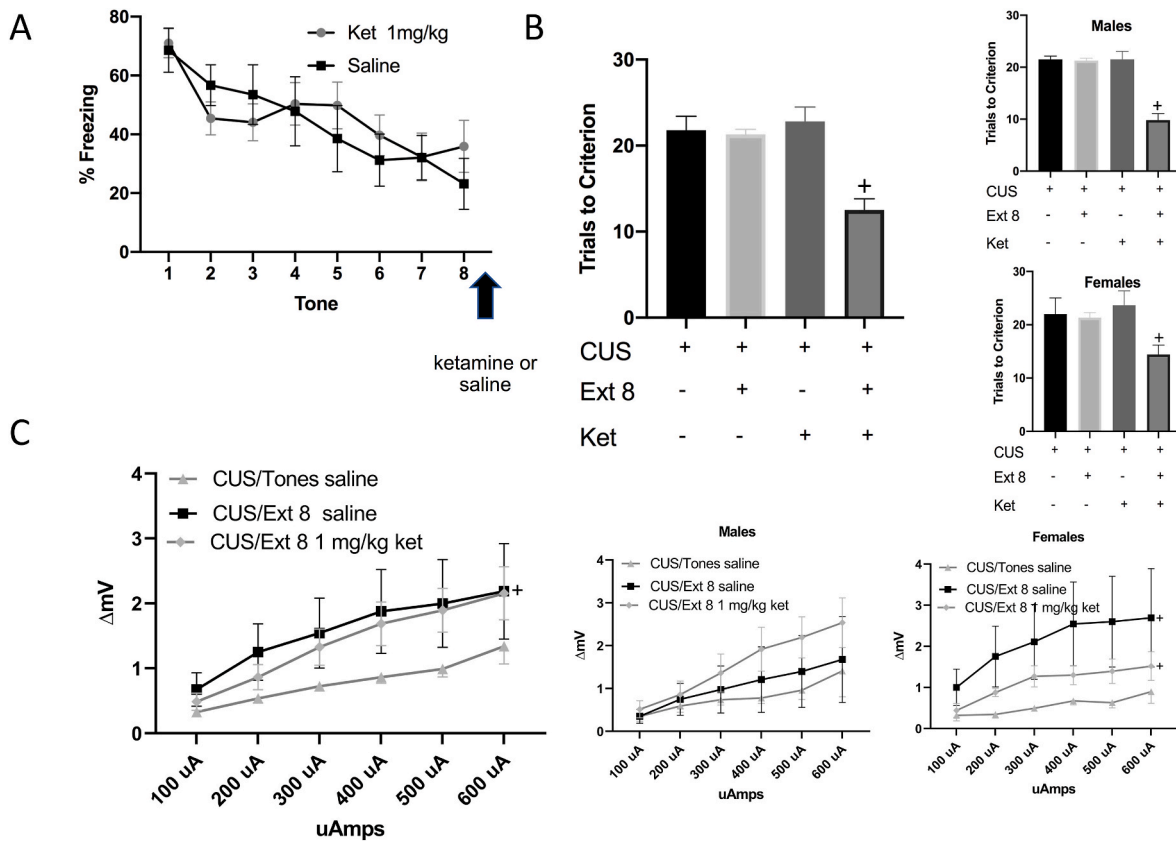 A
80
60
40
20
0
% Freezing
Ket 1mg/kg
Saline
1 2 3 4 5 6 7 8
Tone
ketamine or
saline
B
30
20
10
0
Trials to Criterion
+
CUS + + + +
Ext 8 - + - +
Ket - - + +
Males
30
20
10
0
Trials to Criterion
+
CUS + + + +
Ext 8 - + - +
Ket - - + +
Females
30
20
10
0
Trials to Criterion
+
CUS + + + +
Ext 8 - + - +
Ket - - + +
C
4
3
2
1
0
ΔmV
CUS/Tones saline
CUS/Ext 8 saline
CUS/Ext 8 1 mg/kg ket
+
100 uA 200 uA 300 uA 400 uA 500 uA 600 uA
uAmps
Males
4
3
2
1
0
ΔmV
CUS/Tones saline
CUS/Ext 8 saline
CUS/Ext 8 1 mg/kg ket
100 uA 200 uA 300 uA 400 uA 500 uA 600 uA
uAmps
Females
4
3
2
1
0
ΔmV
CUS/Tones saline
CUS/Ext 8 saline
CUS/Ext 8 1 mg/kg ket
+
+
100 uA 200 uA 300 uA 400 uA 500 uA 600 uA
uAmps